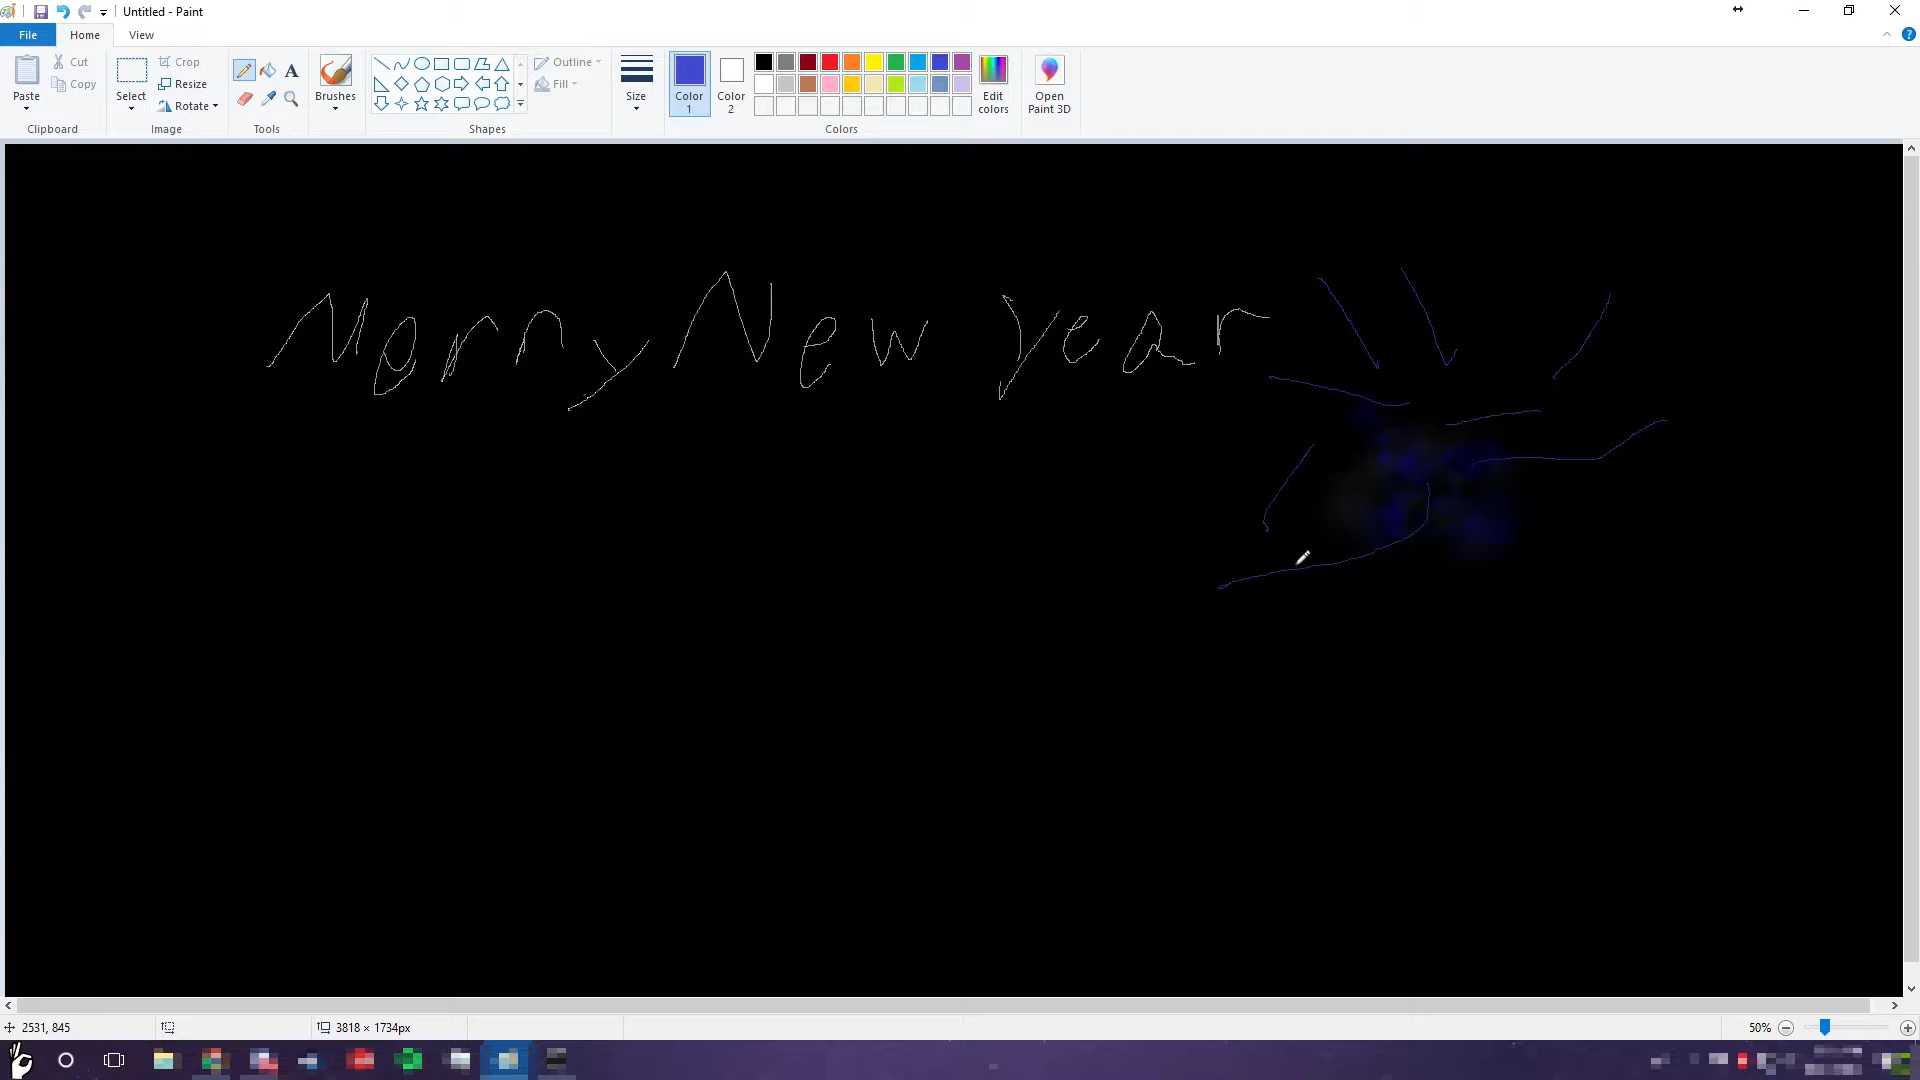 Untitled - Paint
File Home View
Paste
Cut
Copy
Clipboard
Select
Crop
Resize
Rotate
Image
A
Tools
Brushes
Outline
Fill
Shapes
Size
Color 1
Color 2
Edit colors
Colors
Open Paint 3D
Merry New Year
2531, 845
3818 × 1734px
50%